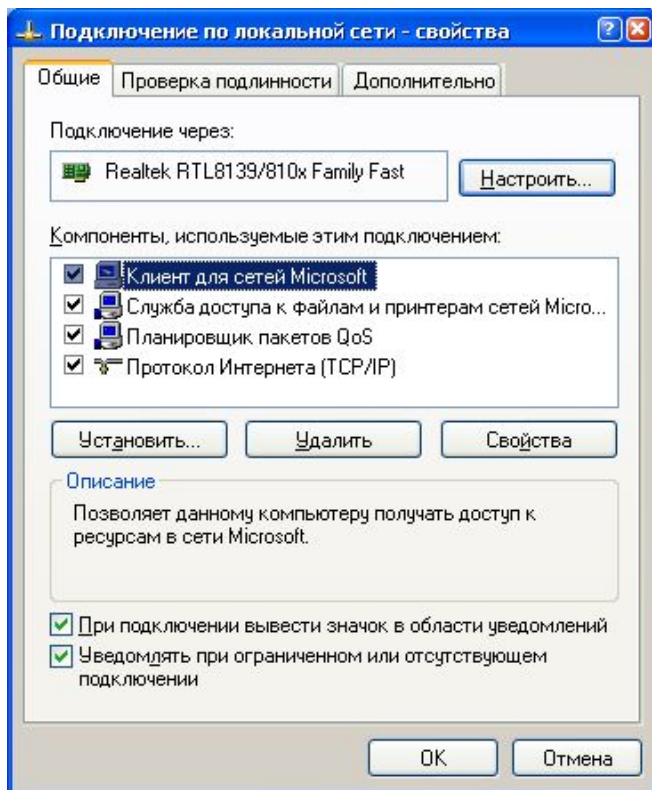 Подключение по локальной сети - свойства
Общие
Проверка подлинности
Дополнительно
Подключение через:
Realtek RTL8139/810x Family Fast
Настроить...
Компоненты, используемые этим подключением:
Клиент для сетей Microsoft
Служба доступа к файлам и принтерам сетей Micro...
Планировщик пакетов QoS
Протокол Интернета (TCP/IP)
Установить...
Удалить
Свойства
Описание
Позволяет данному компьютеру получать доступ к
ресурсам в сети Microsoft.
При подключении вывести значок в области уведомлений
Уведомлять при ограниченном или отсутствующем
подключении
OK
Отмена